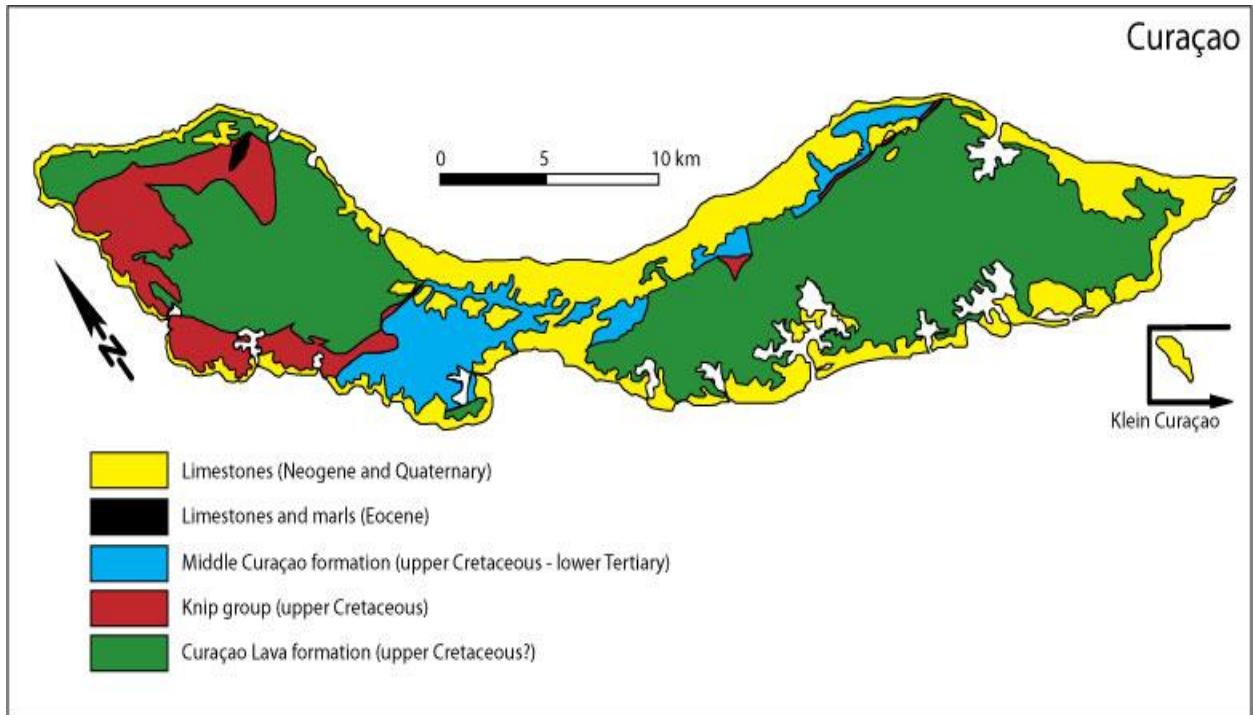 Curaçao
0 5 10 km
N
Klein Curaçao
Limestones (Neogene and Quaternary)
Limestones and marls (Eocene)
Middle Curaçao formation (upper Cretaceous - lower Tertiary)
Knip group (upper Cretaceous)
Curaçao Lava formation (upper Cretaceous?)